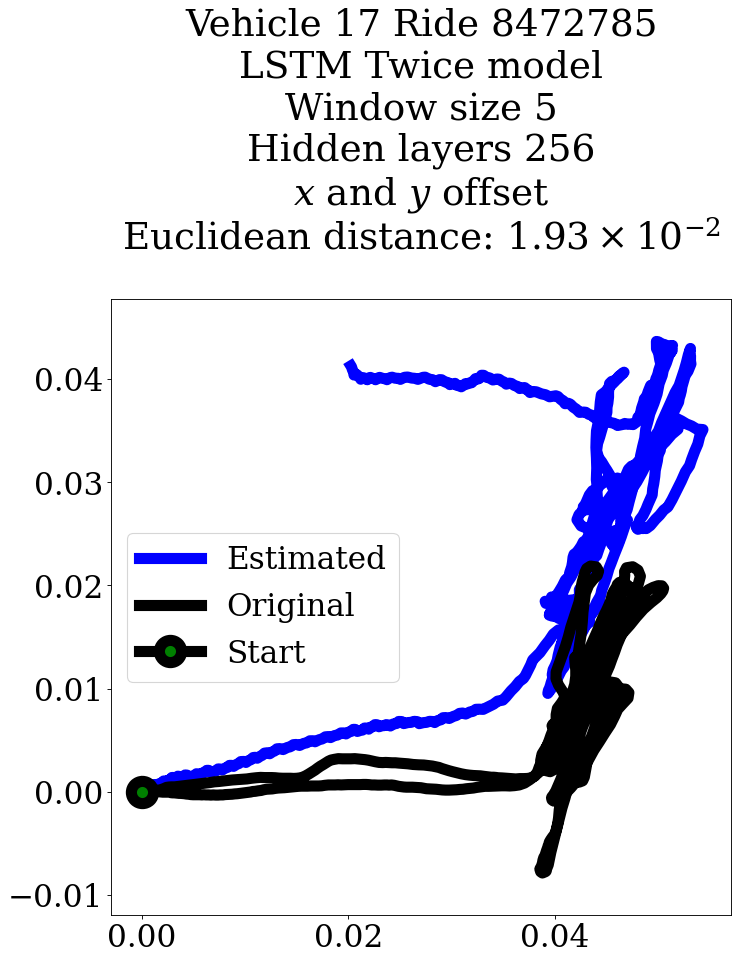 Vehicle 17 Ride 8472785
LSTM Twice model
Window size 5
Hidden layers 256
x and y offset
Euclidean distance: 1.93 × 10⁻²
0.04
0.03
0.02
0.01
0.00
−0.01
Estimated
Original
Start
0.00 0.02 0.04